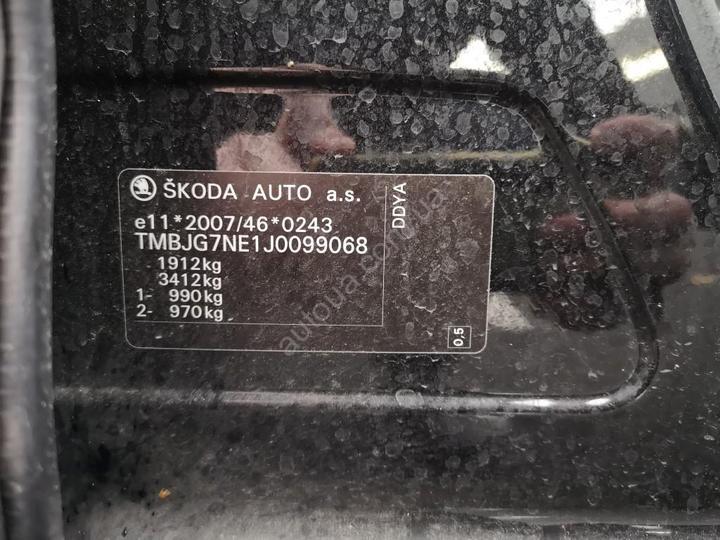 ŠKODA AUTO a.s.
e11*2007/46*0243
TMBJG7NE1J0099068
1912kg
3412kg
1- 990kg
2- 970kg
DDYA
0,5
autoua.com.ua